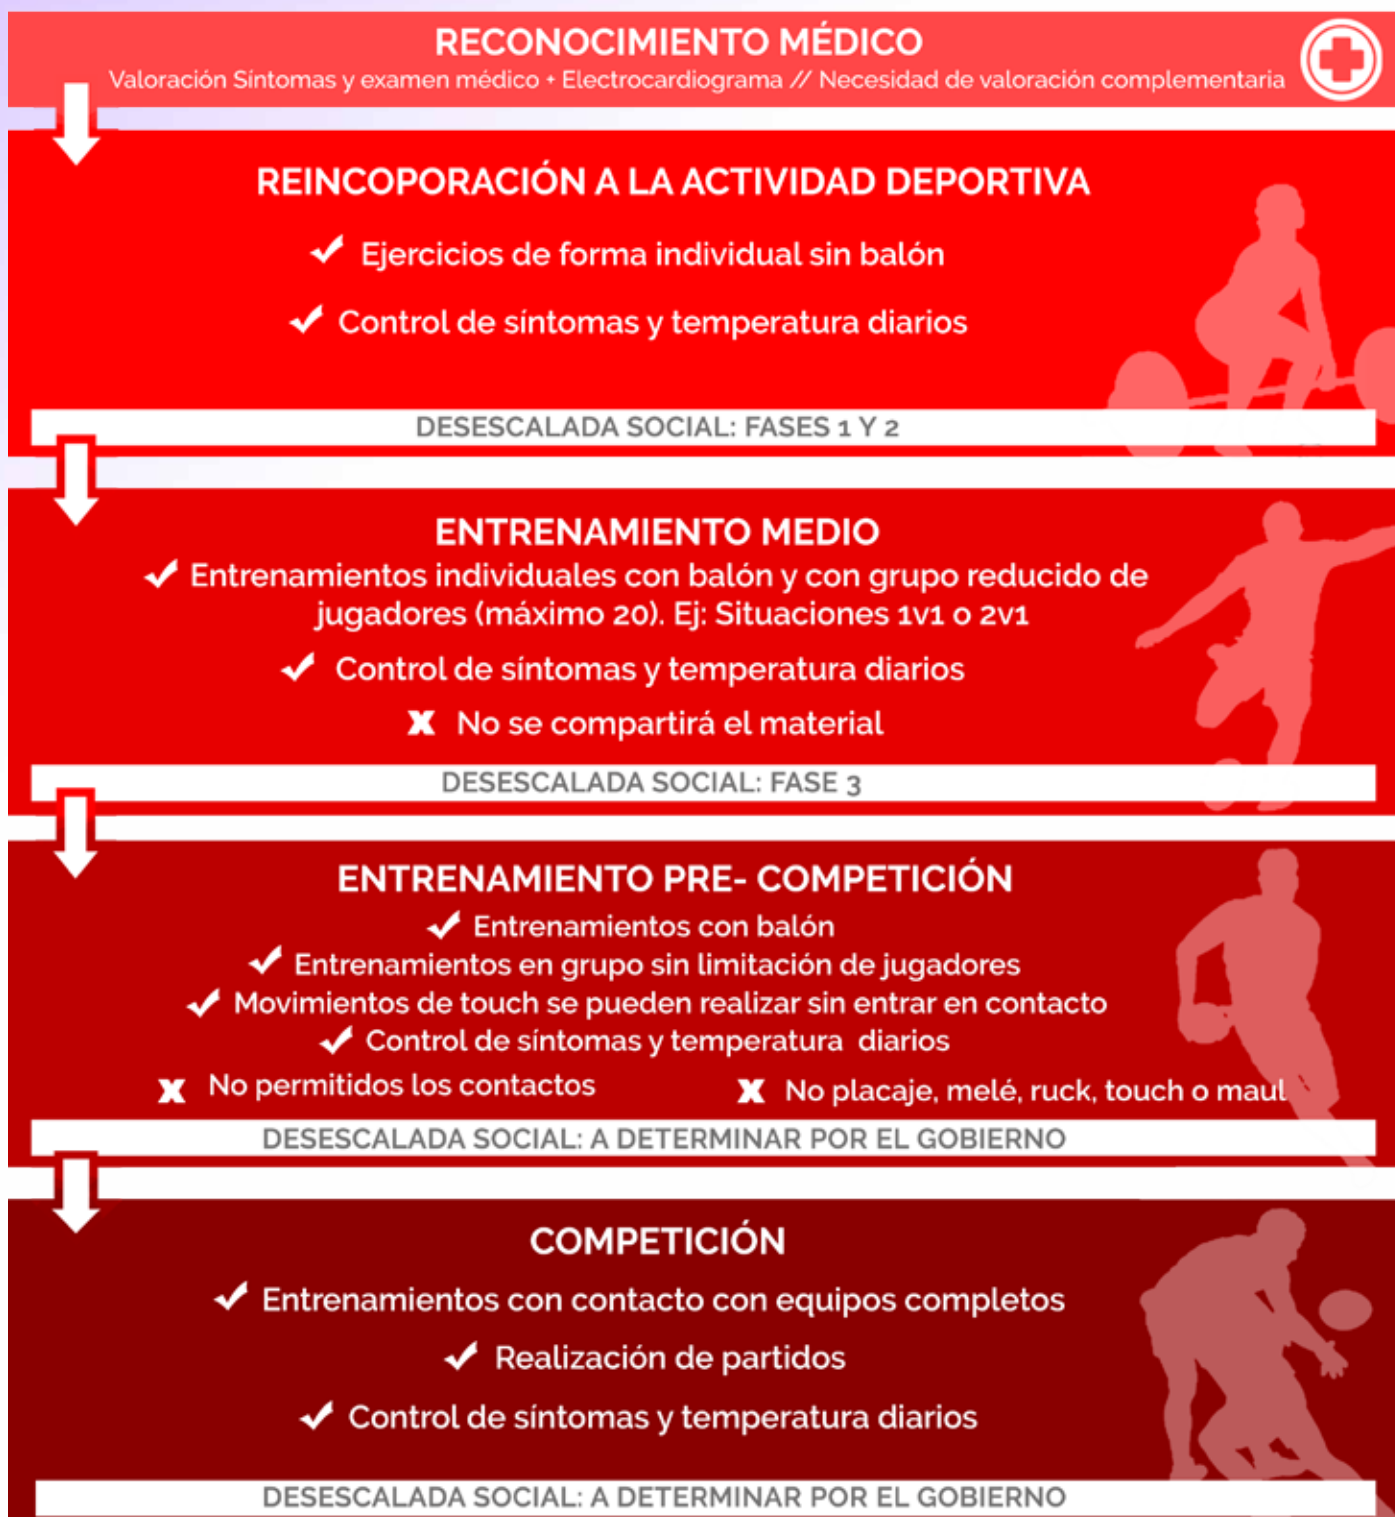 RECONOCIMIENTO MÉDICO
Valoración Síntomas y examen médico + Electrocardiograma // Necesidad de valoración complementaria
REINCOPORACIÓN A LA ACTIVIDAD DEPORTIVA
Ejercicios de forma individual sin balón
Control de síntomas y temperatura diarios
DESESCALADA SOCIAL: FASES 1 Y 2
ENTRENAMIENTO MEDIO
Entrenamientos individuales con balón y con grupo reducido de
jugadores (máximo 20). Ej: Situaciones 1v1 o 2v1
Control de síntomas y temperatura diarios
No se compartirá el material
DESESCALADA SOCIAL: FASE 3
ENTRENAMIENTO PRE- COMPETICIÓN
Entrenamientos con balón
Entrenamientos en grupo sin limitación de jugadores
Movimientos de touch se pueden realizar sin entrar en contacto
Control de síntomas y temperatura diarios
No permitidos los contactos
No placaje, melé, ruck, touch o maul
DESESCALADA SOCIAL: A DETERMINAR POR EL GOBIERNO
COMPETICIÓN
Entrenamientos con contacto con equipos completos
Realización de partidos
Control de síntomas y temperatura diarios
DESESCALADA SOCIAL: A DETERMINAR POR EL GOBIERNO